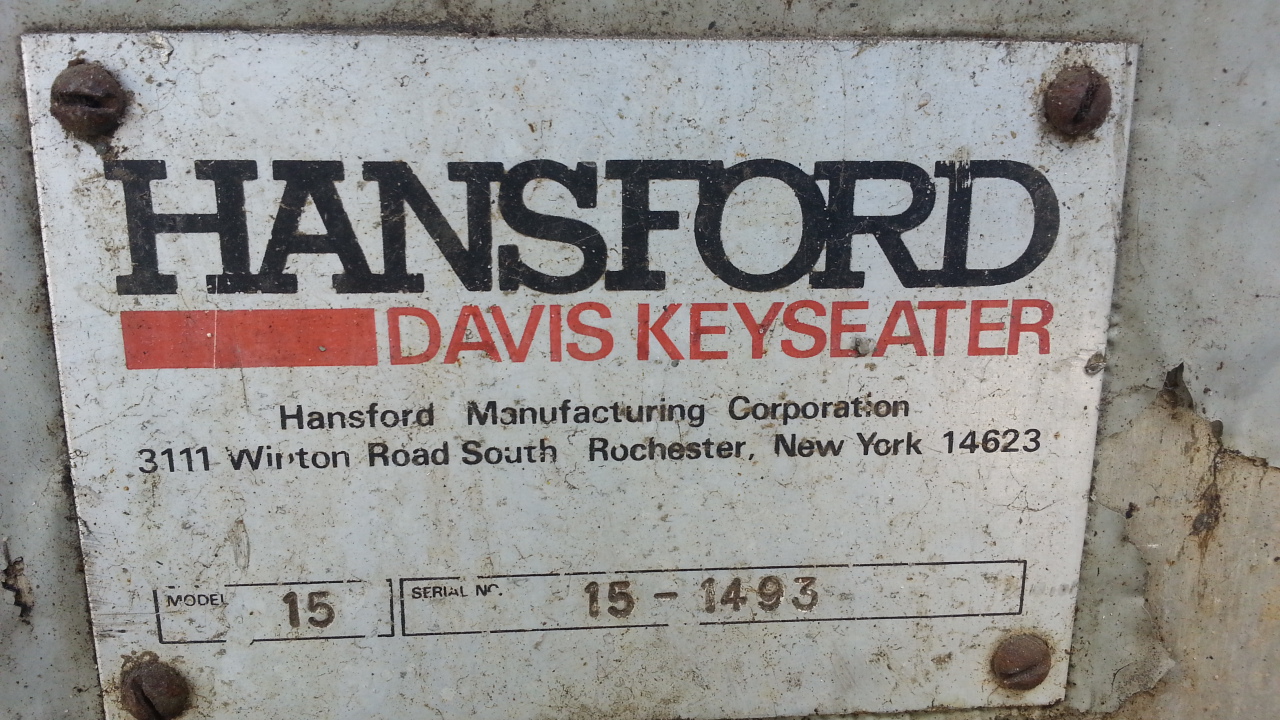 HANSFORD
DAVIS KEYSEATER
Hansford Manufacturing Corporation
3111 Winton Road South Rochester, New York 14623
MODEL 15 SERIAL NO. 15-1493